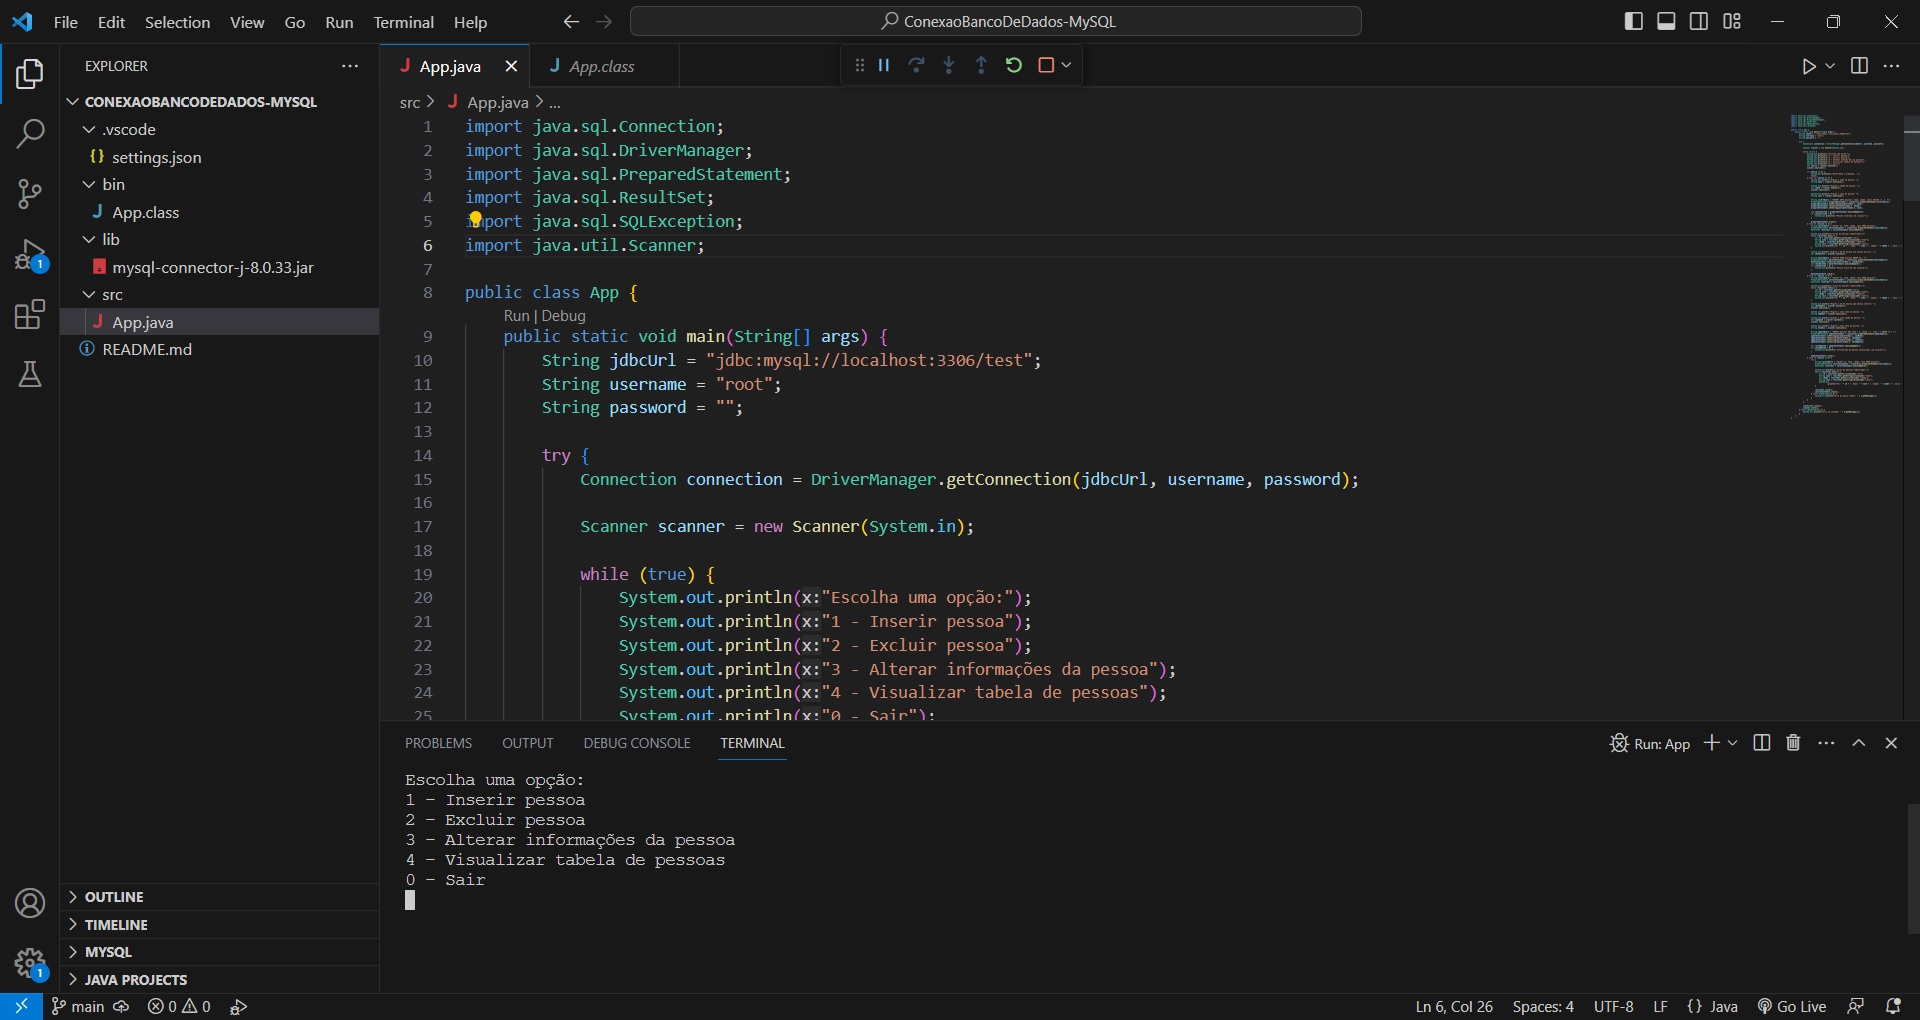 File Edit Selection View Go Run Terminal Help
ConexaoBancoDeDados-MySQL
EXPLORER
CONEXAOBANCODEDADOS-MYSQL
.vscode
settings.json
bin
App.class
lib
mysql-connector-j-8.0.33.jar
src
App.java
README.md
OUTLINE
TIMELINE
MYSQL
JAVA PROJECTS
1
1
App.java
App.class
src > App.java > ...
1 import java.sql.Connection;
2 import java.sql.DriverManager;
3 import java.sql.PreparedStatement;
4 import java.sql.ResultSet;
5 import java.sql.SQLException;
6 import java.util.Scanner;
7
8 public class App {
Run | Debug
9 public static void main(String[] args) {
10 String jdbcUrl = "jdbc:mysql://localhost:3306/test";
11 String username = "root";
12 String password = "";
13
14 try {
15 Connection connection = DriverManager.getConnection(jdbcUrl, username, password);
16
17 Scanner scanner = new Scanner(System.in);
18
19 while (true) {
20 System.out.println(x:"Escolha uma opção:");
21 System.out.println(x:"1 - Inserir pessoa");
22 System.out.println(x:"2 - Excluir pessoa");
23 System.out.println(x:"3 - Alterar informações da pessoa");
24 System.out.println(x:"4 - Visualizar tabela de pessoas");
25 System.out.println(x:"0 - Sair");
PROBLEMS OUTPUT DEBUG CONSOLE TERMINAL
Run: App
Escolha uma opção:
1 - Inserir pessoa
2 - Excluir pessoa
3 - Alterar informações da pessoa
4 - Visualizar tabela de pessoas
0 - Sair
main 0 0
Ln 6, Col 26 Spaces: 4 UTF-8 LF {} Java Go Live